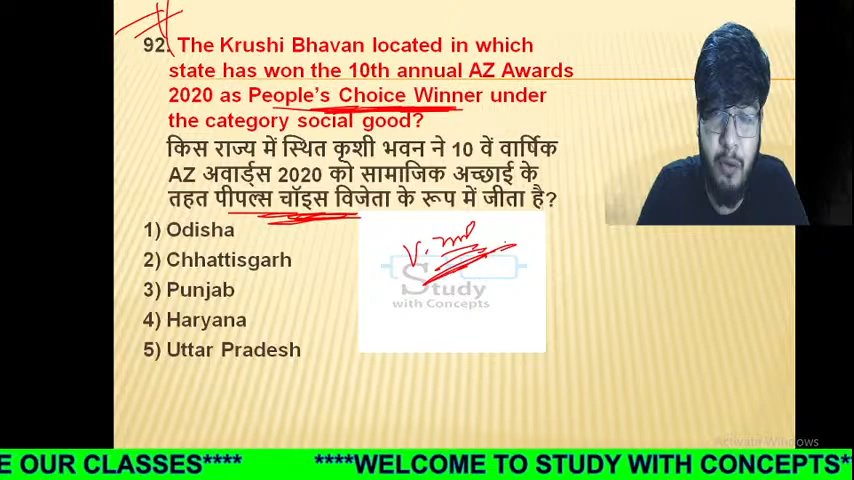 92. The Krushi Bhavan located in which
state has won the 10th annual AZ Awards
2020 as People's Choice Winner under
the category social good?
किस राज्य में स्थित कृशी भवन ने 10 वें वार्षिक
AZ अवार्ड्स 2020 को सामाजिक अच्छाई के
तहत पीपल्स चॉइस विजेता के रूप में जीता है?
1) Odisha
2) Chhattisgarh
3) Punjab
4) Haryana
5) Uttar Pradesh
Study
with Concepts
Activate Windows
E OUR CLASSES**** ****WELCOME TO STUDY WITH CONCEPTS*